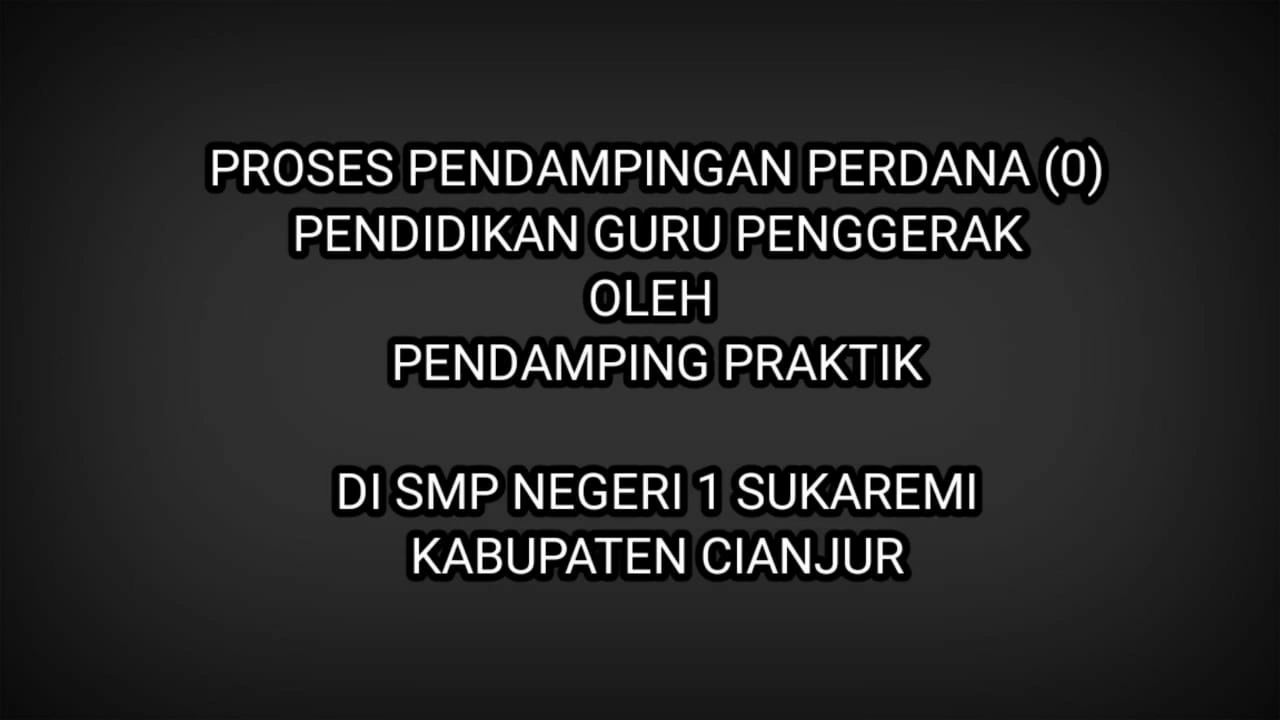 PROSES PENDAMPINGAN PERDANA (0)
PENDIDIKAN GURU PENGGERAK
OLEH
PENDAMPING PRAKTIK
DI SMP NEGERI 1 SUKAREMI
KABUPATEN CIANJUR